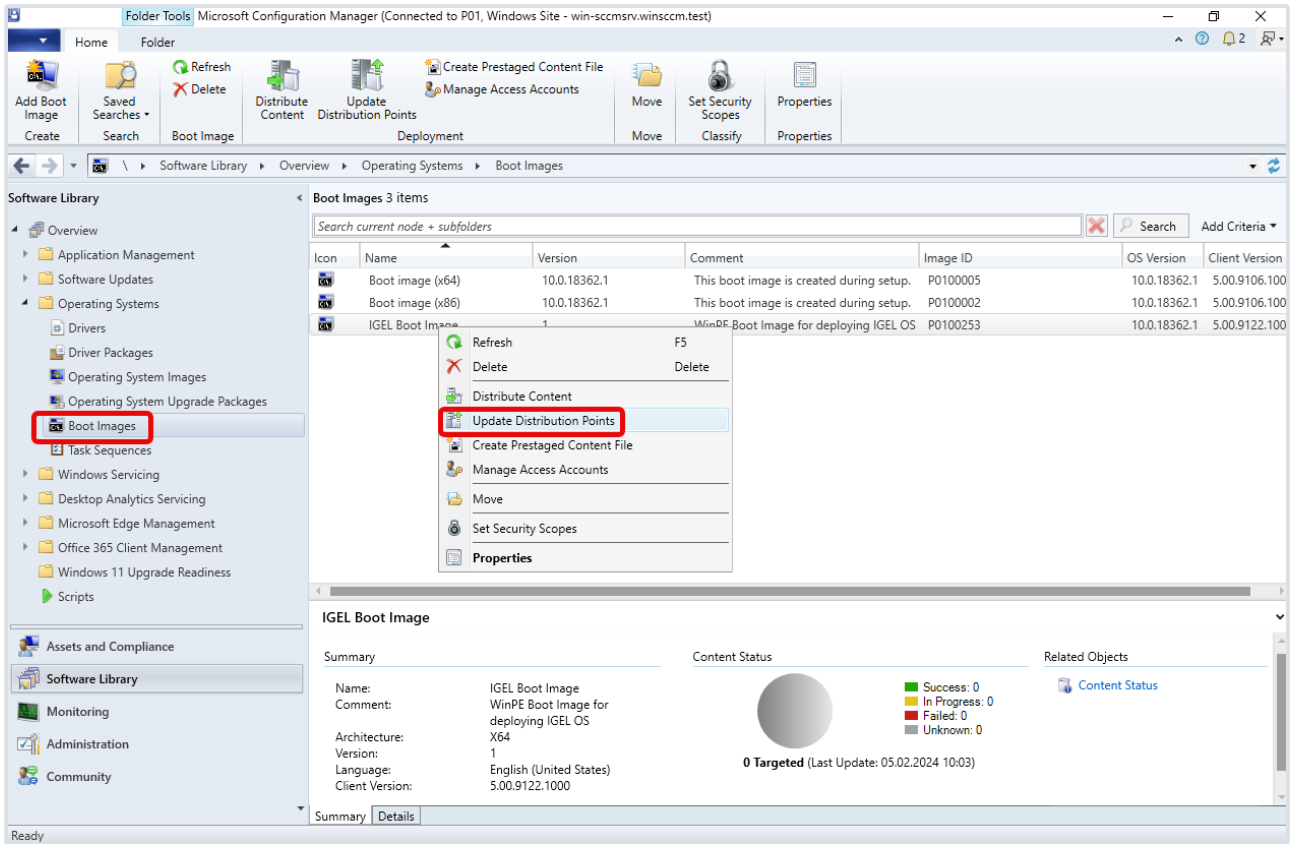 Folder Tools Microsoft Configuration Manager (Connected to P01, Windows Site - win-sccmsrv.winsccm.test)
Home Folder
2
Add Boot Image
Saved Searches
Refresh
Delete
Distribute Content
Update Distribution Points
Create Prestaged Content File
Manage Access Accounts
Move
Set Security Scopes
Properties
Create Search Boot Image Deployment Move Classify Properties
\ Software Library Overview Operating Systems Boot Images
Software Library
Overview
Application Management
Software Updates
Operating Systems
Drivers
Driver Packages
Operating System Images
Operating System Upgrade Packages
Boot Images
Task Sequences
Windows Servicing
Desktop Analytics Servicing
Microsoft Edge Management
Office 365 Client Management
Windows 11 Upgrade Readiness
Scripts
Assets and Compliance
Software Library
Monitoring
Administration
Community
Boot Images 3 items
Search current node + subfolders
Search Add Criteria
Icon Name Version Comment Image ID OS Version Client Version
Boot image (x64) 10.0.18362.1 This boot image is created during setup. P0100005 10.0.18362.1 5.00.9106.100
Boot image (x86) 10.0.18362.1 This boot image is created during setup. P0100002 10.0.18362.1 5.00.9106.100
IGEL Boot Image 1 WinPE Boot Image for deploying IGEL OS P0100253 10.0.18362.1 5.00.9122.100
Refresh F5
Delete Delete
Distribute Content
Update Distribution Points
Create Prestaged Content File
Manage Access Accounts
Move
Set Security Scopes
Properties
IGEL Boot Image
Summary
Name: IGEL Boot Image
Comment: WinPE Boot Image for
deploying IGEL OS
Architecture: X64
Version: 1
Language: English (United States)
Client Version: 5.00.9122.1000
Content Status
Success: 0
In Progress: 0
Failed: 0
Unknown: 0
0 Targeted (Last Update: 05.02.2024 10:03)
Related Objects
Content Status
Summary Details
Ready